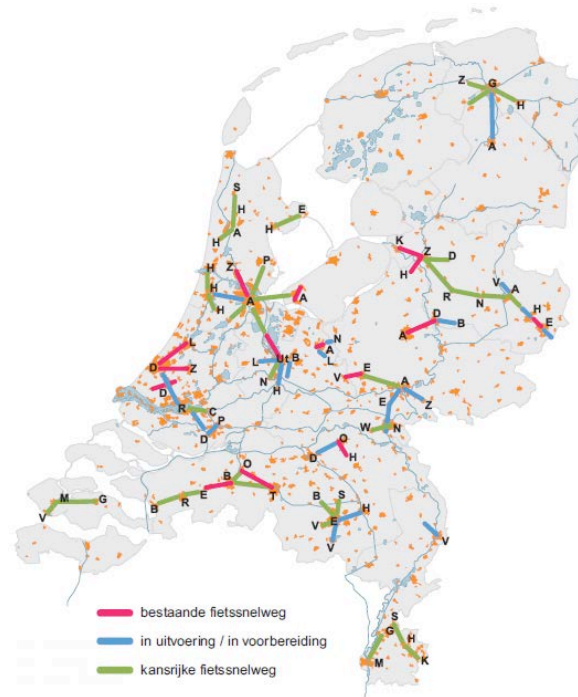 Z G
H
A
S
H
A
H
E
H
K Z D
H
R N
V A
H
E
H
H
H
Z P
A
A
D
A B
L
D Z
D
R C
P
D
N
A
L
L Ut B
N H
V E
A
E Z
W N
O
D H
O
B
E T
B R
M G
V
B S
H
E
V
V
V
S
G H
M K
bestaande fietssnelweg
in uitvoering / in voorbereiding
kansrijke fietssnelweg